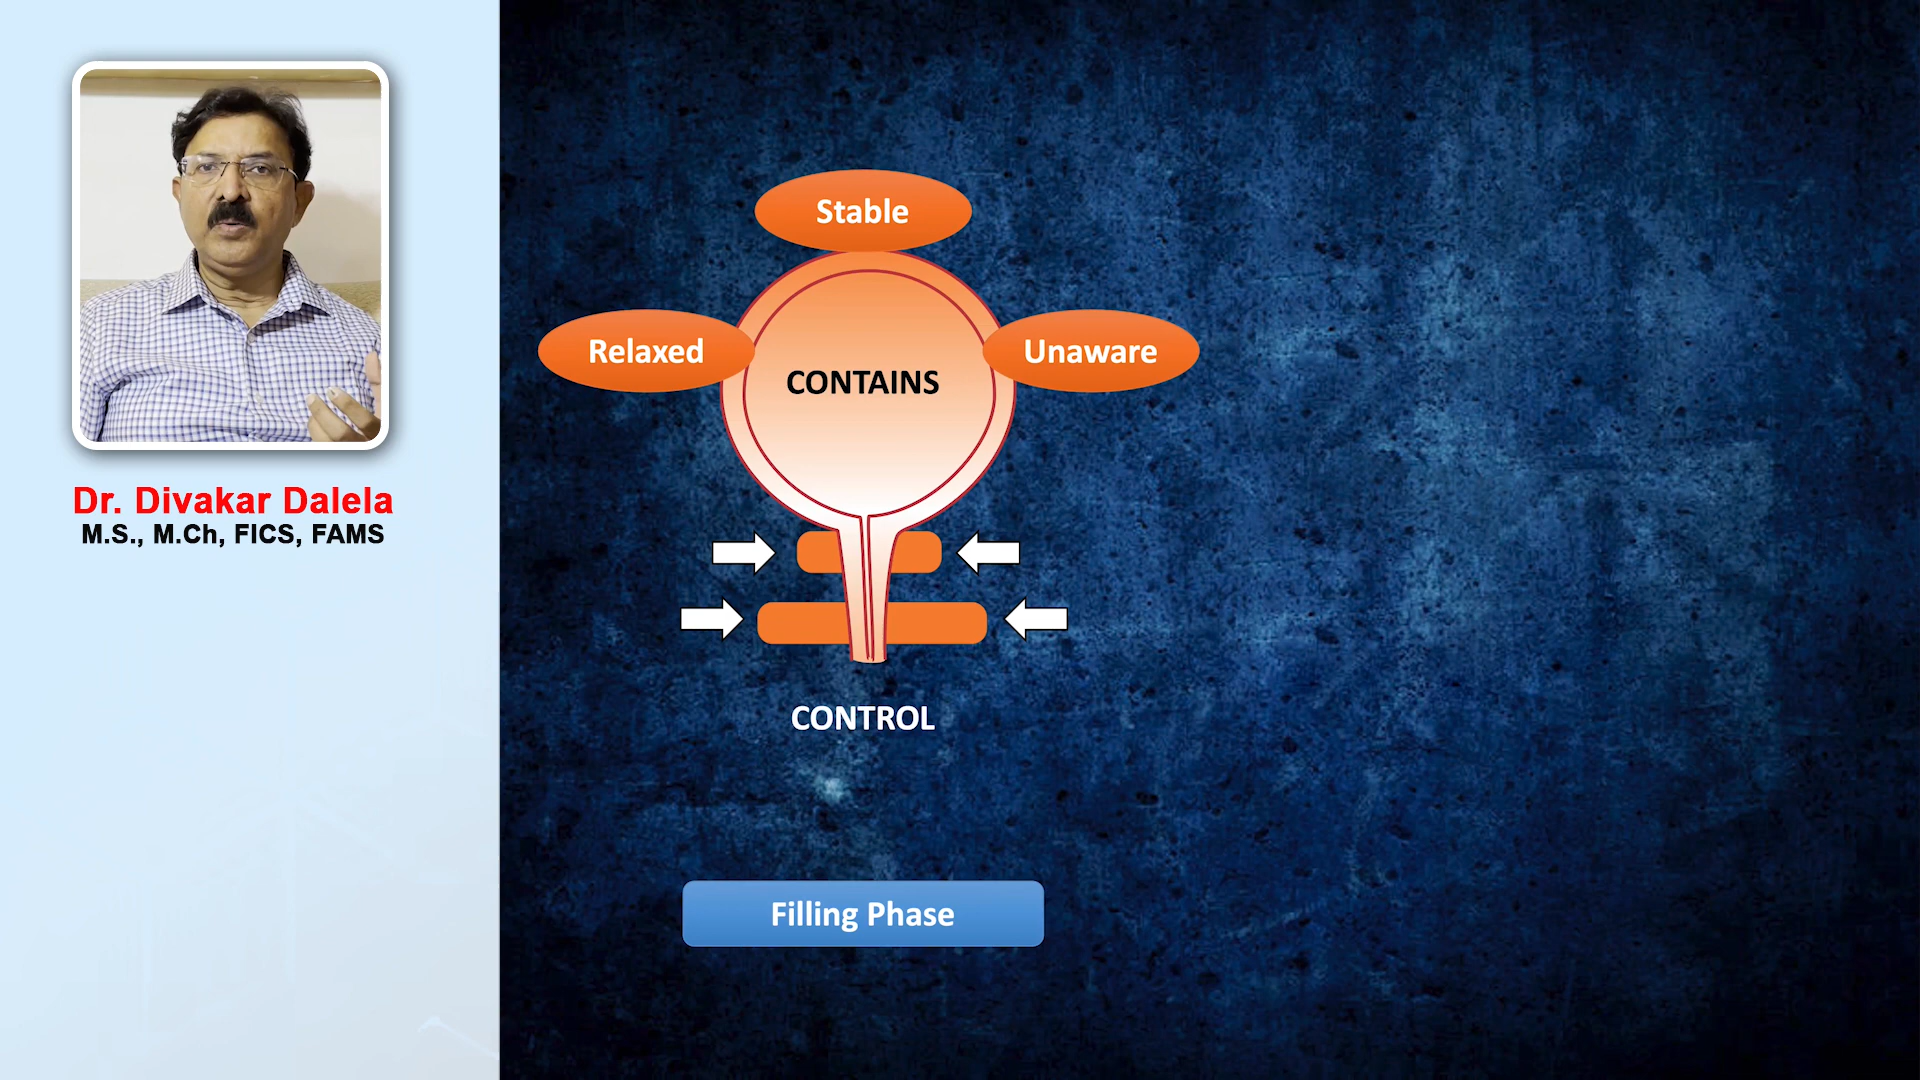 Dr. Divakar Dalela
M.S., M.Ch, FICS, FAMS
Stable
Relaxed
Unaware
CONTAINS
CONTROL
Filling Phase